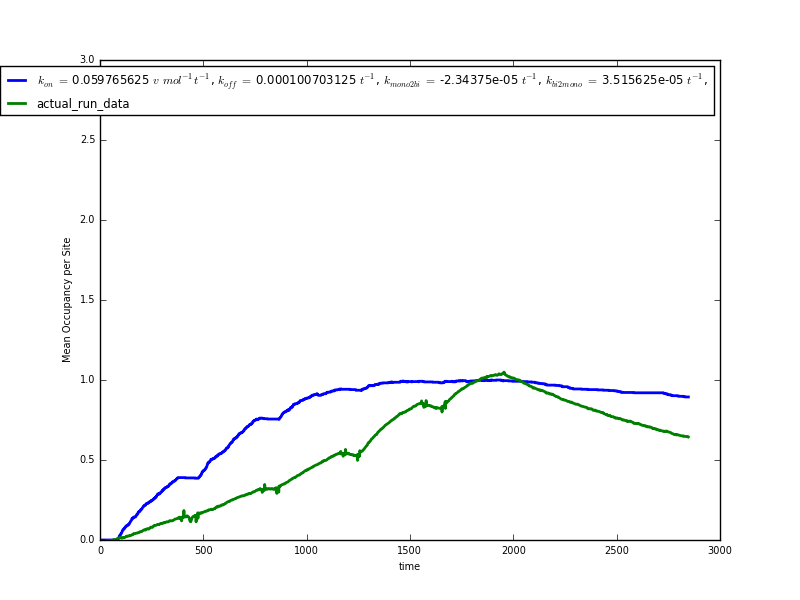 3.0
k_on = 0.059765625 v mol^-1 t^-1, k_off = 0.000100703125 t^-1, k_mono2bi = -2.34375e-05 t^-1, k_bi2mono = 3.515625e-05 t^-1,
actual_run_data
2.5
2.0
Mean Occupancy per Site
1.5
1.0
0.5
0.0
0 500 1000 1500 2000 2500 3000
time